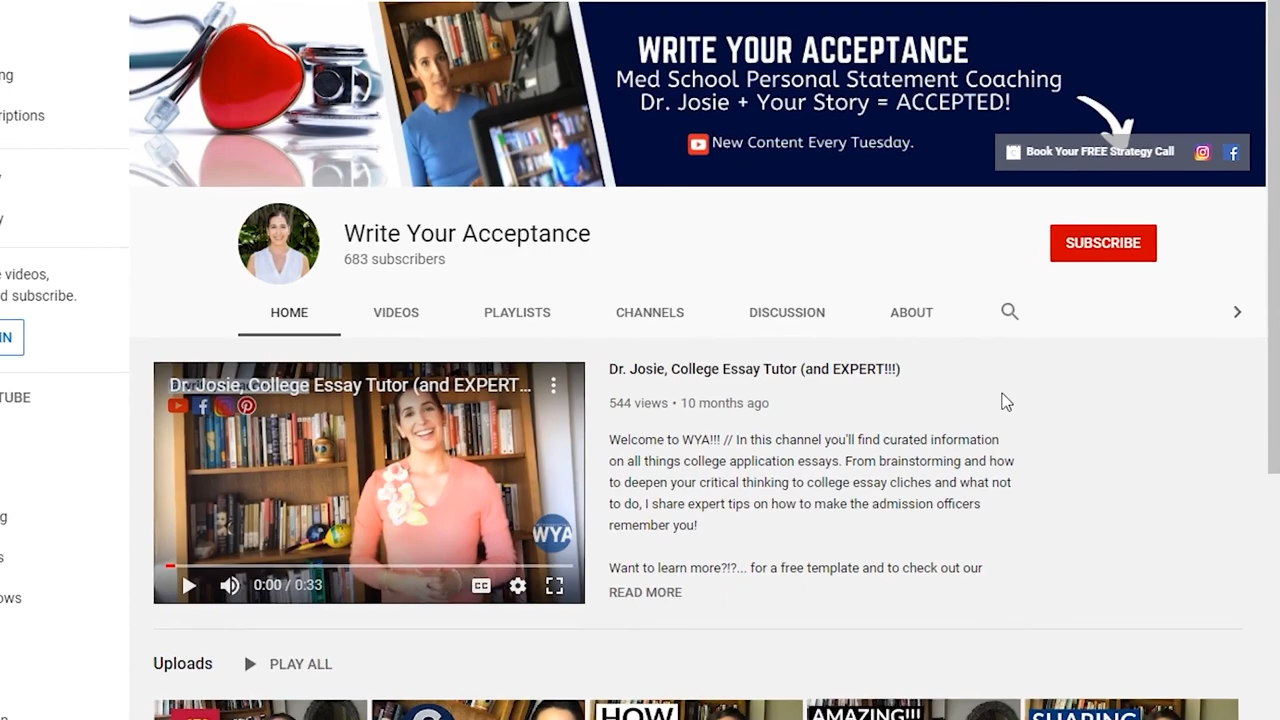 WRITE YOUR ACCEPTANCE
Med School Personal Statement Coaching
Dr. Josie + Your Story = ACCEPTED!
New Content Every Tuesday.
Book Your FREE Strategy Call
ng
riptions
y
y
e videos,
d subscribe.
IN
TUBE
g
s
ows
Write Your Acceptance
683 subscribers
SUBSCRIBE
HOME VIDEOS PLAYLISTS CHANNELS DISCUSSION ABOUT
Dr. Josie, College Essay Tutor (and EXPERT...
WYA
0:00 / 0:33
CC
Dr. Josie, College Essay Tutor (and EXPERT!!!)
544 views • 10 months ago
Welcome to WYA!!! // In this channel you'll find curated information
on all things college application essays. From brainstorming and how
to deepen your critical thinking to college essay cliches and what not
to do, I share expert tips on how to make the admission officers
remember you!
Want to learn more?!?... for a free template and to check out our
READ MORE
Uploads PLAY ALL
HOW
AMAZING!!!
SHARING